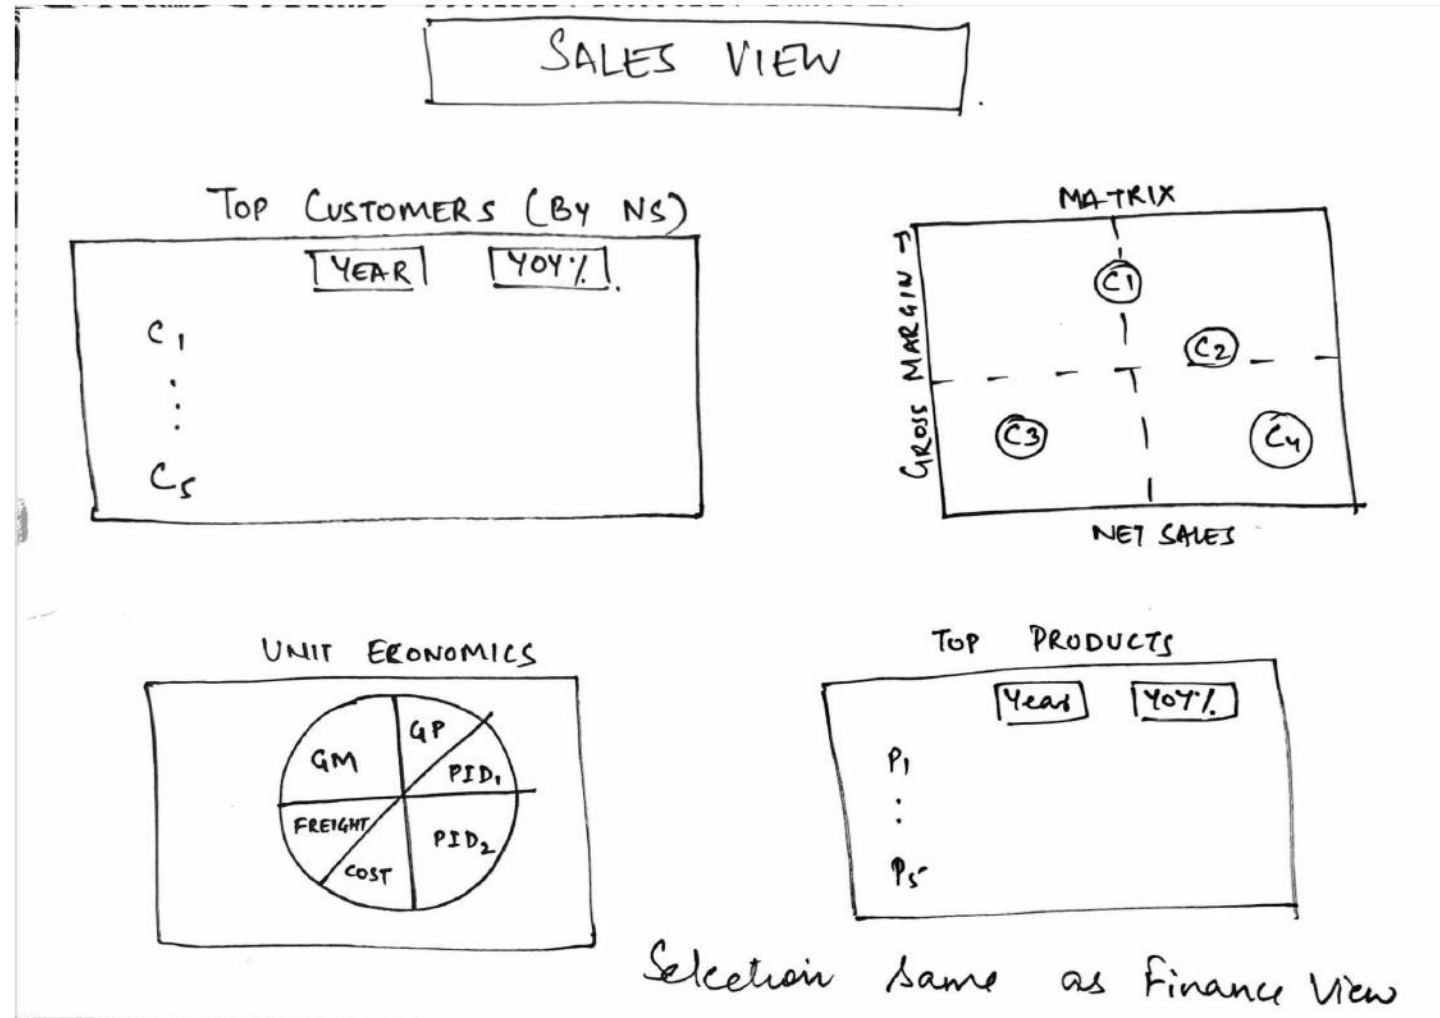 SALES VIEW
TOP CUSTOMERS (BY NS)
YEAR YOY%
C1
C5
MATRIX
GROSS MARGIN →
C1
C2
C3
C4
NET SALES
UNIT ECONOMICS
GM
GP
PID1
FREIGHT
PID2
COST
TOP PRODUCTS
Year YOY%
P1
P5
Selection same as Finance View